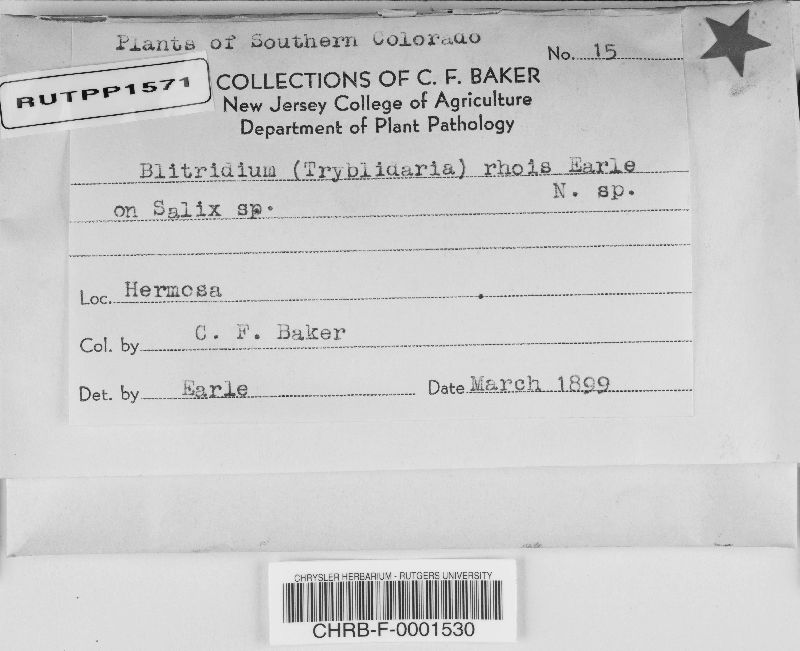 Plants of Southern Colorado
No. 15
RUTPP1571
COLLECTIONS OF C. F. BAKER
New Jersey College of Agriculture
Department of Plant Pathology
Blitridium (Tryblidaria) rhois Earle
N. sp.
on Salix sp.
Loc. Hermosa
Col. by C. F. Baker
Det. by Earle Date March 1899
CHRYSLER HERBARIUM - RUTGERS UNIVERSITY
CHRB-F-0001530